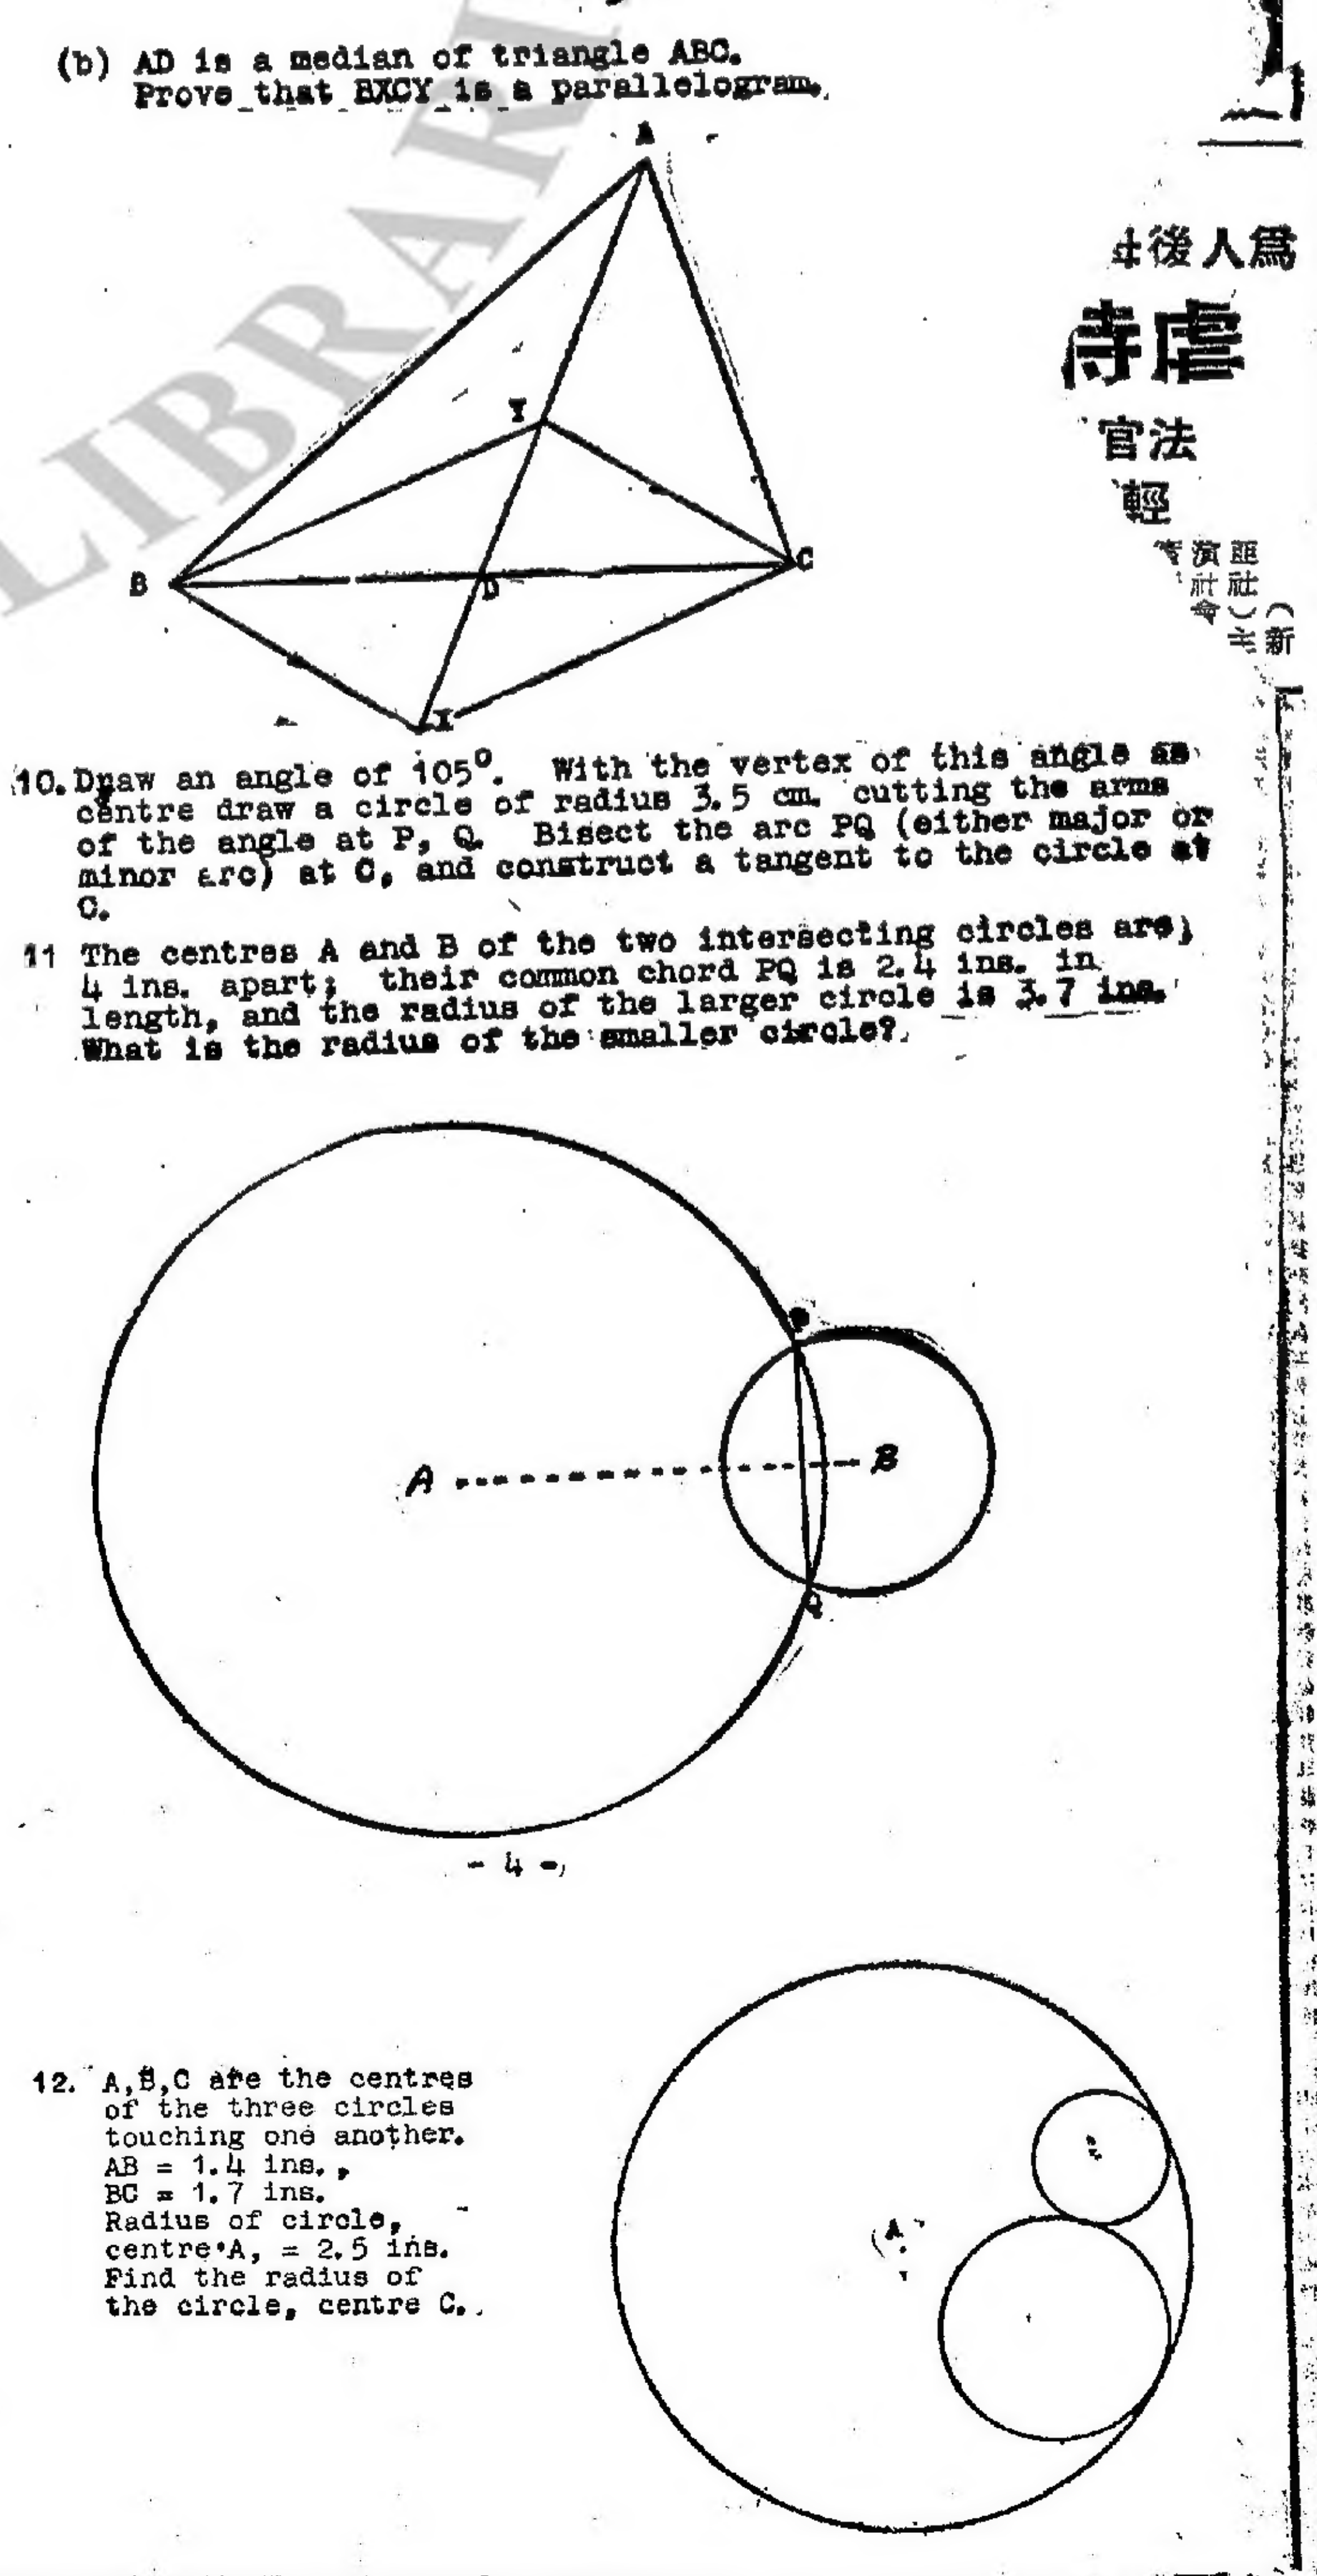 (b) AD is a median of triangle ABC.
Prove that BXCY is a parallelogram.
A
Y
B
D
C
X
10. Draw an angle of 105°. With the vertex of this angle as
centre draw a circle of radius 3.5 cm. cutting the arms
of the angle at P, Q. Bisect the arc PQ (either major or
minor arc) at C, and construct a tangent to the circle at
C.
11 The centres A and B of the two intersecting circles are
4 ins. apart; their common chord PQ is 2.4 ins. in
length, and the radius of the larger circle is 3.7 ins.
What is the radius of the smaller circle?
P
A
B
Q
- 4 -
12. A,B,C are the centres
of the three circles
touching one another.
AB = 1.4 ins.,
BC = 1.7 ins.
Radius of circle,
centre A, = 2.5 ins.
Find the radius of
the circle, centre C.
A
LIBRARI
後人為
官法
輕